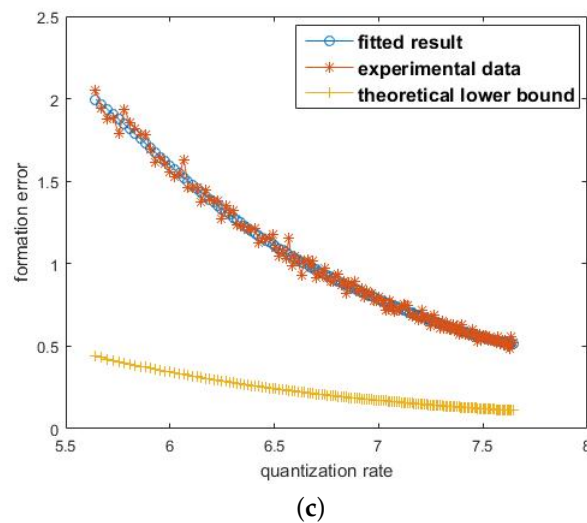 2.5
2
1.5
1
0.5
0
formation error
fitted result
experimental data
theoretical lower bound
5.5 6 6.5 7 7.5 8
quantization rate
(c)